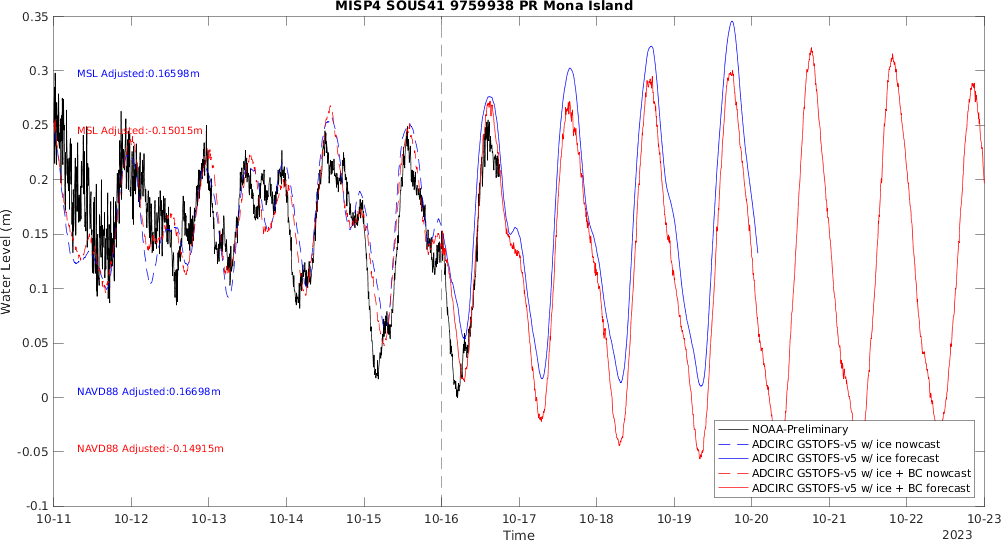 MISP4 SOUS41 9759938 PR Mona Island
0.35
0.3
0.25
0.2
0.15
0.1
0.05
0
-0.05
-0.1
Water Level (m)
MSL Adjusted:0.16598m
MSL Adjusted:-0.15015m
NAVD88 Adjusted:0.16698m
NAVD88 Adjusted:-0.14915m
NOAA-Preliminary
ADCIRC GSTOFS-v5 w/ ice nowcast
ADCIRC GSTOFS-v5 w/ ice forecast
ADCIRC GSTOFS-v5 w/ ice + BC nowcast
ADCIRC GSTOFS-v5 w/ ice + BC forecast
10-11 10-12 10-13 10-14 10-15 10-16 10-17 10-18 10-19 10-20 10-21 10-22 10-23
Time
2023